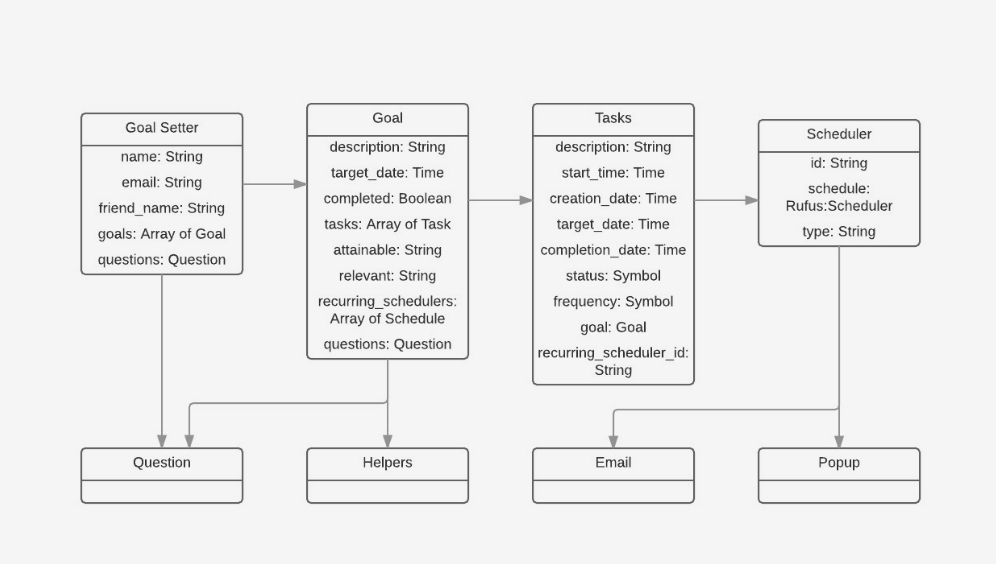 Goal Setter
name: String
email: String
friend_name: String
goals: Array of Goal
questions: Question
Goal
description: String
target_date: Time
completed: Boolean
tasks: Array of Task
attainable: String
relevant: String
recurring_schedulers:
Array of Schedule
questions: Question
Tasks
description: String
start_time: Time
creation_date: Time
target_date: Time
completion_date: Time
status: Symbol
frequency: Symbol
goal: Goal
recurring_scheduler_id:
String
Scheduler
id: String
schedule:
Rufus:Scheduler
type: String
Question
Helpers
Email
Popup